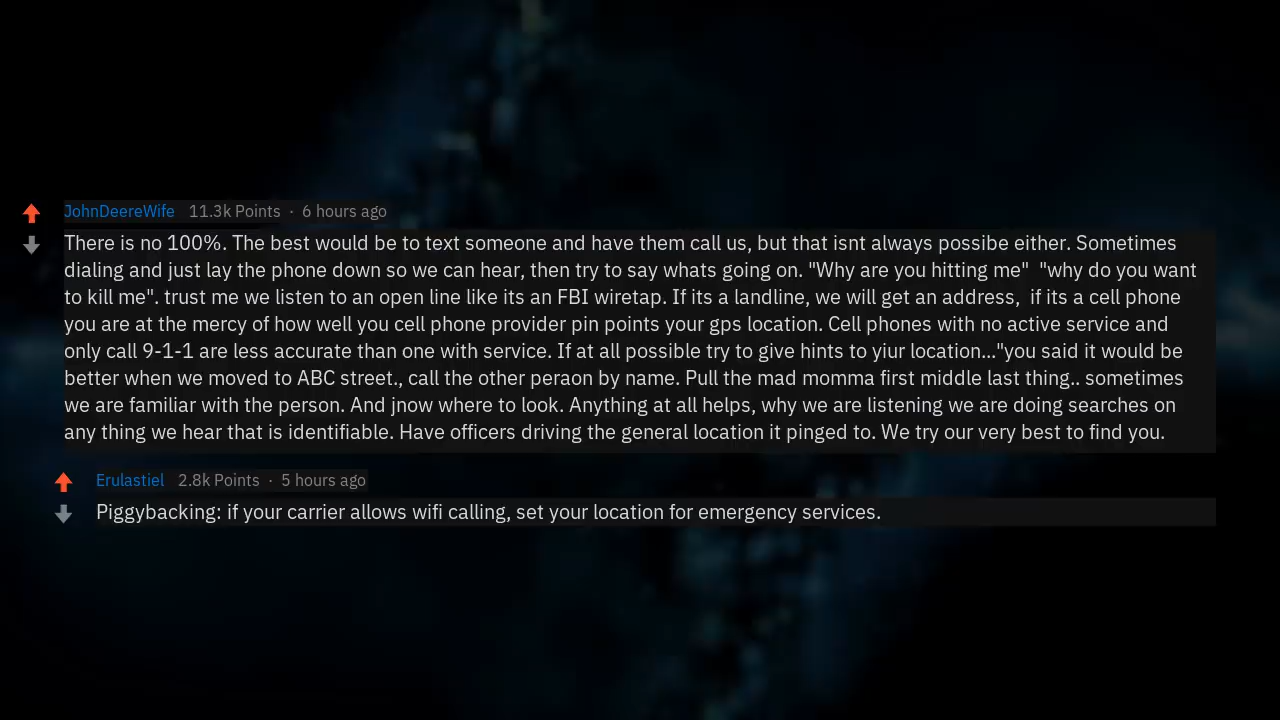 JohnDeereWife 11.3k Points · 6 hours ago
There is no 100%. The best would be to text someone and have them call us, but that isnt always possibe either. Sometimes
dialing and just lay the phone down so we can hear, then try to say whats going on. "Why are you hitting me"  "why do you want
to kill me". trust me we listen to an open line like its an FBI wiretap. If its a landline, we will get an address,  if its a cell phone
you are at the mercy of how well you cell phone provider pin points your gps location. Cell phones with no active service and
only call 9-1-1 are less accurate than one with service. If at all possible try to give hints to yiur location..."you said it would be
better when we moved to ABC street., call the other peraon by name. Pull the mad momma first middle last thing.. sometimes
we are familiar with the person. And jnow where to look. Anything at all helps, why we are listening we are doing searches on
any thing we hear that is identifiable. Have officers driving the general location it pinged to. We try our very best to find you.
Erulastiel 2.8k Points · 5 hours ago
Piggybacking: if your carrier allows wifi calling, set your location for emergency services.